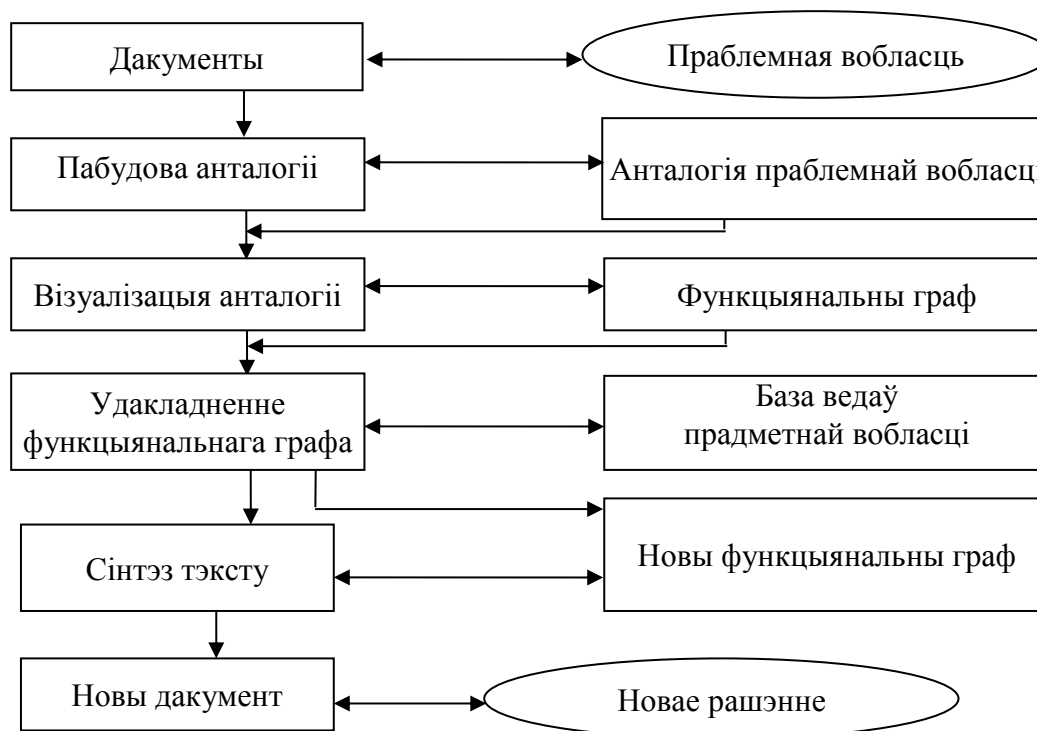 Дакументы
Праблемная вобласць
Пабудова анталогіі
Анталогія праблемнай вобласці
Візуалізацыя анталогіі
Функцыянальны граф
Удакладненне
функцыянальнага графа
База ведаў
прадметнай вобласці
Новы функцыянальны граф
Сінтэз тэксту
Новы дакумент
Новае рашэнне